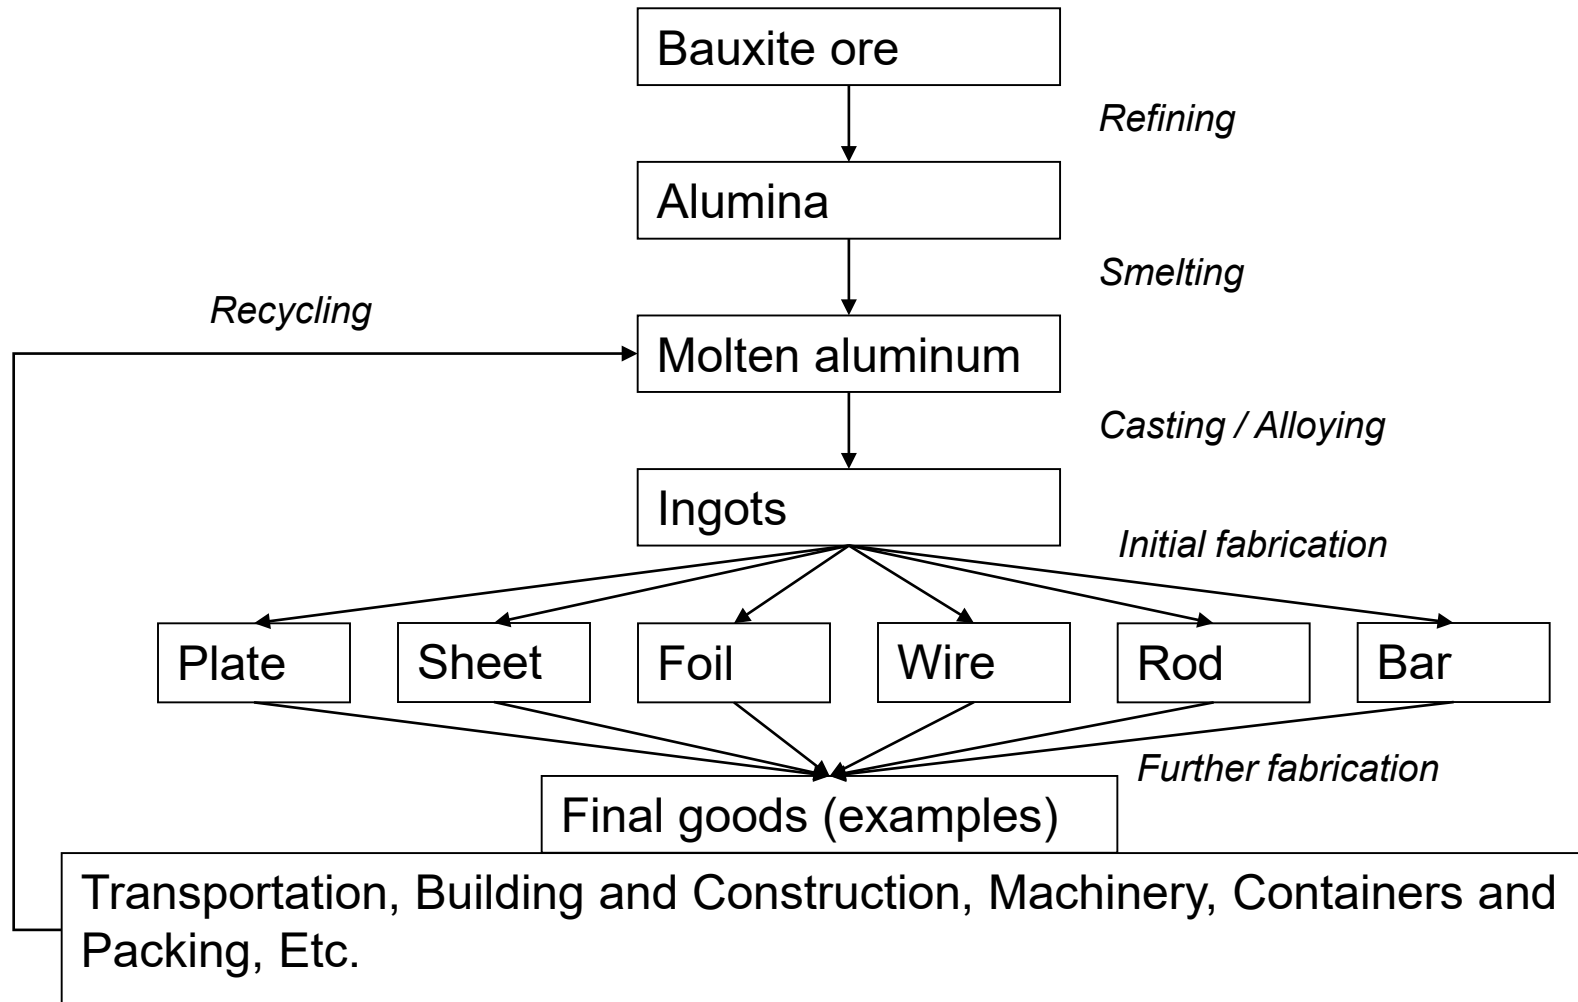 Bauxite ore
Refining
Alumina
Smelting
Recycling
Molten aluminum
Casting / Alloying
Ingots
Initial fabrication
Plate
Sheet
Foil
Wire
Rod
Bar
Further fabrication
Final goods (examples)
Transportation, Building and Construction, Machinery, Containers and
Packing, Etc.